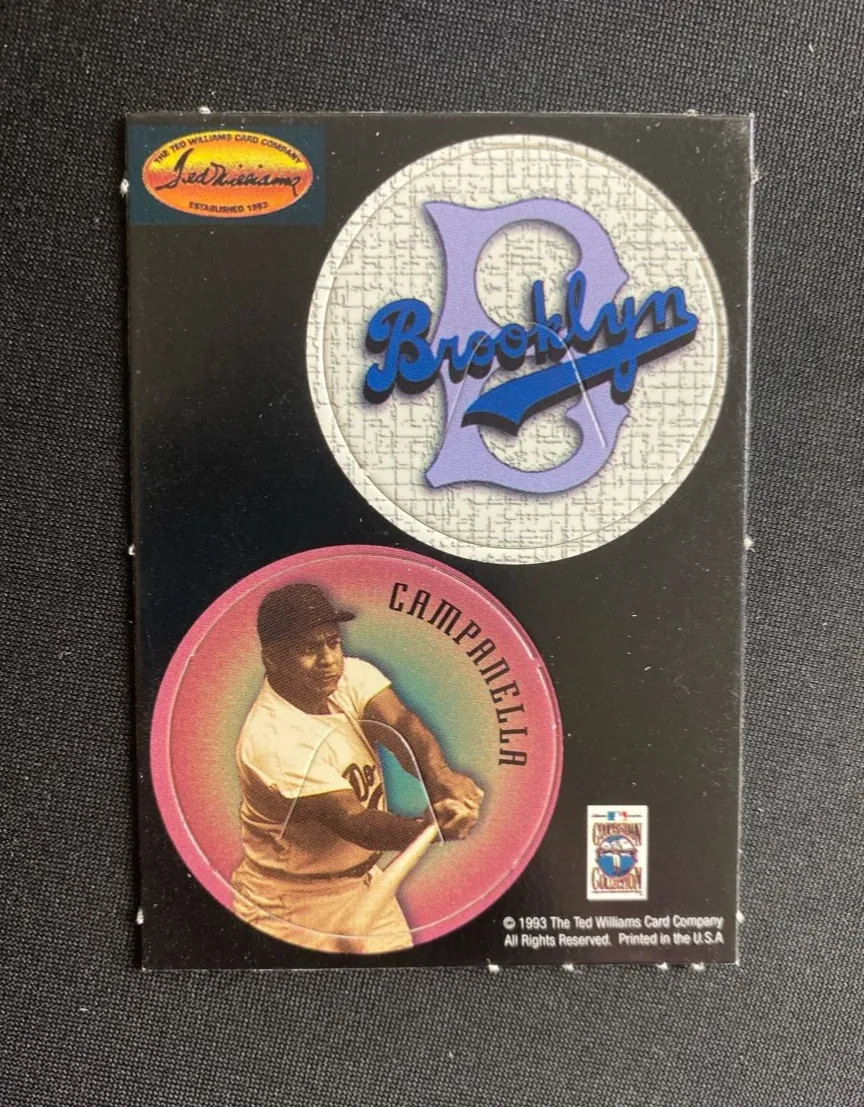 THE TED WILLIAMS CARD COMPANY
Ted Williams
ESTABLISHED 1993
B
Brooklyn
CAMPANELLA
Do
COOPERSTOWN
COLLECTION
© 1993 The Ted Williams Card Company
All Rights Reserved. Printed in the U.S.A